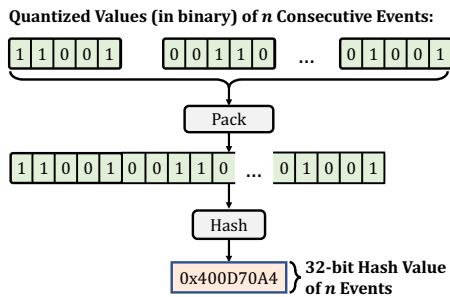 Quantized Values (in binary) of n Consecutive Events:
1 1 0 0 1 0 0 1 1 0 ... 0 1 0 0 1
Pack
1 1 0 0 1 0 0 1 1 0 ... 0 1 0 0 1
Hash
0x400D70A4
32-bit Hash Value
of n Events